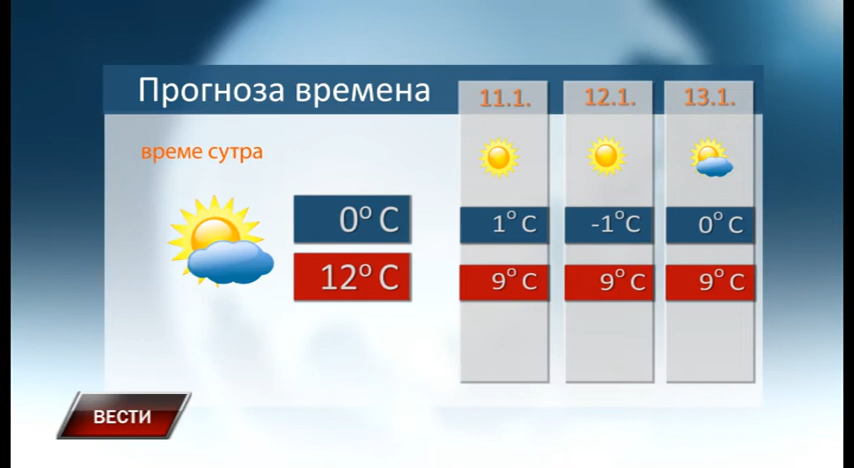 Прогноза времена
време сутра
0° C
12° C
11.1.
1° C
9° C
12.1.
-1°C
9° C
13.1.
0° C
9° C
ВЕСТИ